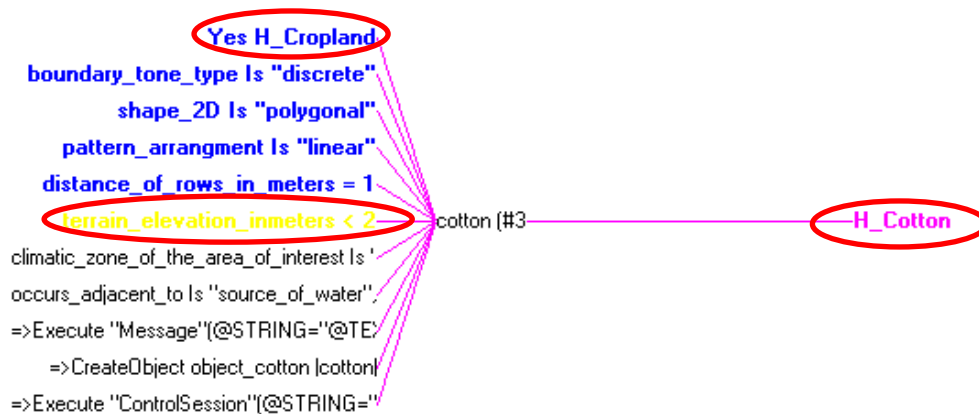 Yes H_Cropland
boundary_tone_type Is "discrete"
shape_2D Is "polygonal"
pattern_arrangment Is "linear"
distance_of_rows_in_meters = 1
terrain_elevation_inmeters < 2
cotton (#3
H_Cotton
climatic_zone_of_the_area_of_interest Is '
occurs_adjacent_to Is "source_of_water",
=>Execute "Message"(@STRING="@TEX
=>CreateObject object_cotton |cotton|
=>Execute "ControlSession"(@STRING="